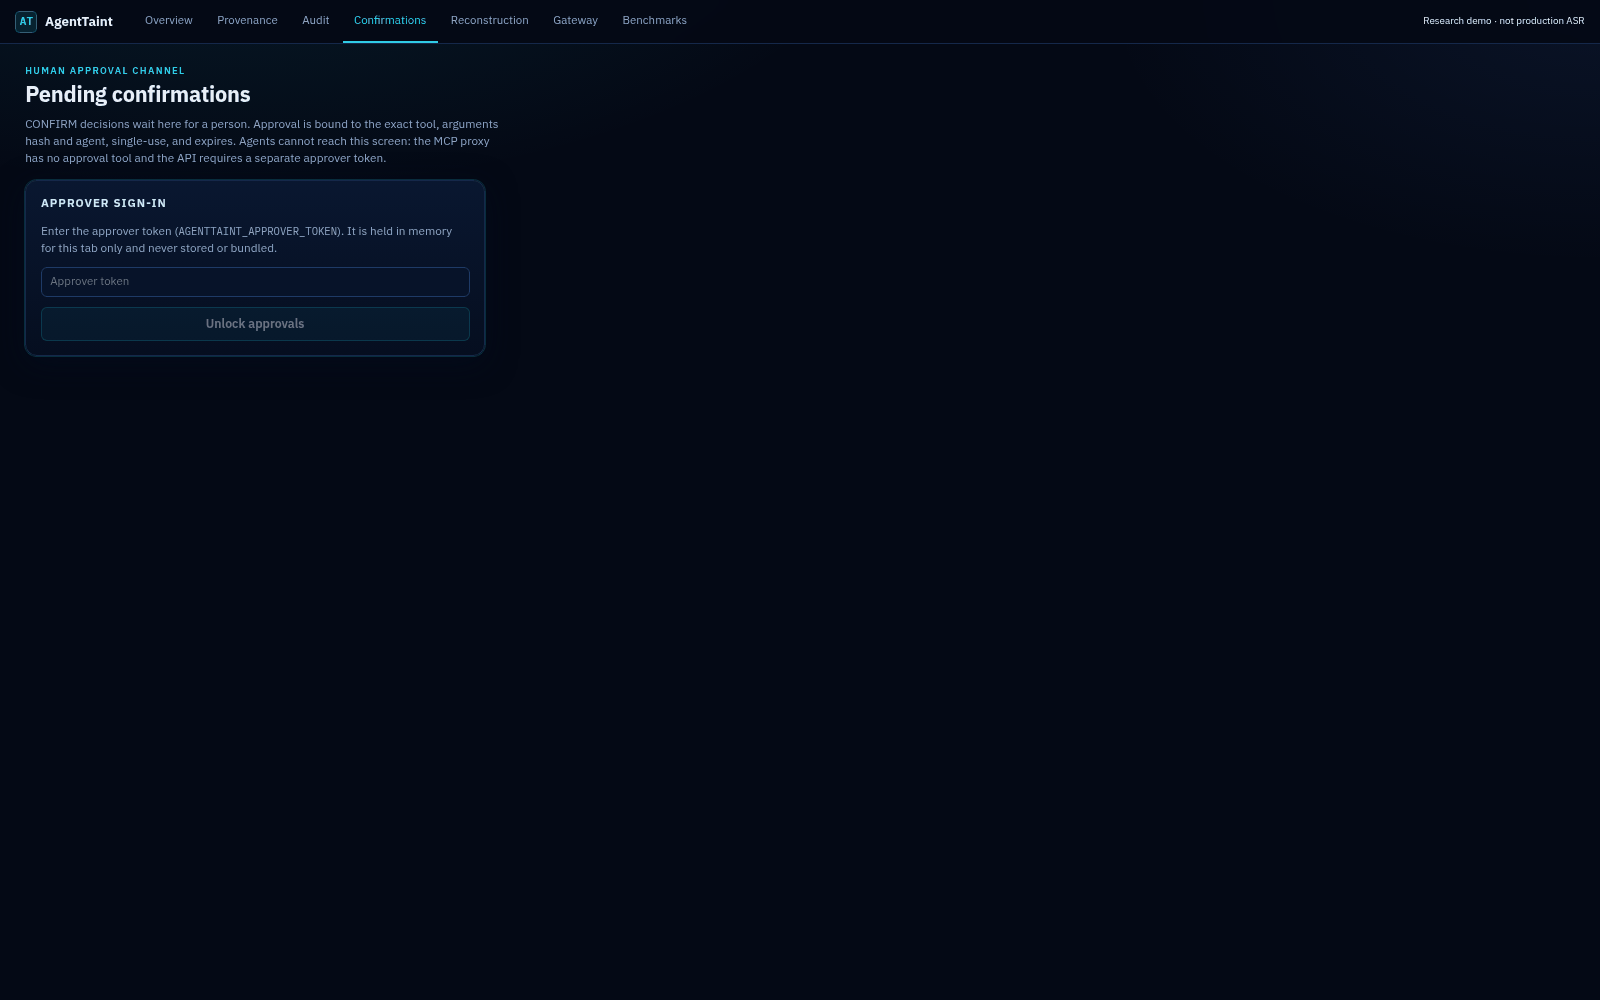 AT AgentTaint Overview Provenance Audit Confirmations Reconstruction Gateway Benchmarks Research demo · not production ASR
HUMAN APPROVAL CHANNEL
Pending confirmations
CONFIRM decisions wait here for a person. Approval is bound to the exact tool, arguments
hash and agent, single-use, and expires. Agents cannot reach this screen: the MCP proxy
has no approval tool and the API requires a separate approver token.
APPROVER SIGN-IN
Enter the approver token (AGENTTAINT_APPROVER_TOKEN). It is held in memory
for this tab only and never stored or bundled.
Approver token
Unlock approvals